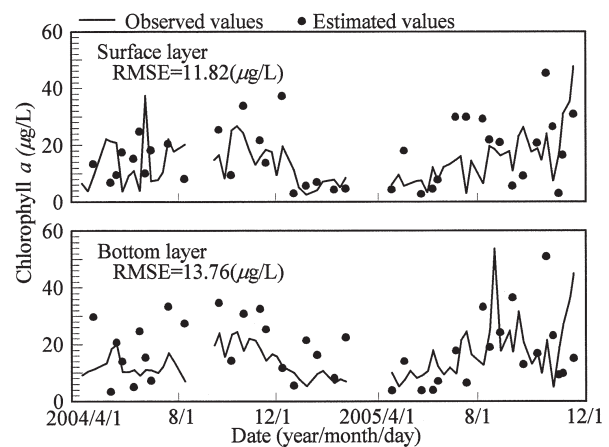 Observed values Estimated values
60
Surface layer
RMSE=11.82(μg/L)
40
20
0
Chlorophyll a (μg/L)
60
Bottom layer
RMSE=13.76(μg/L)
40
20
0
2004/4/1 8/1 12/1 2005/4/1 8/1 12/1
Date (year/month/day)